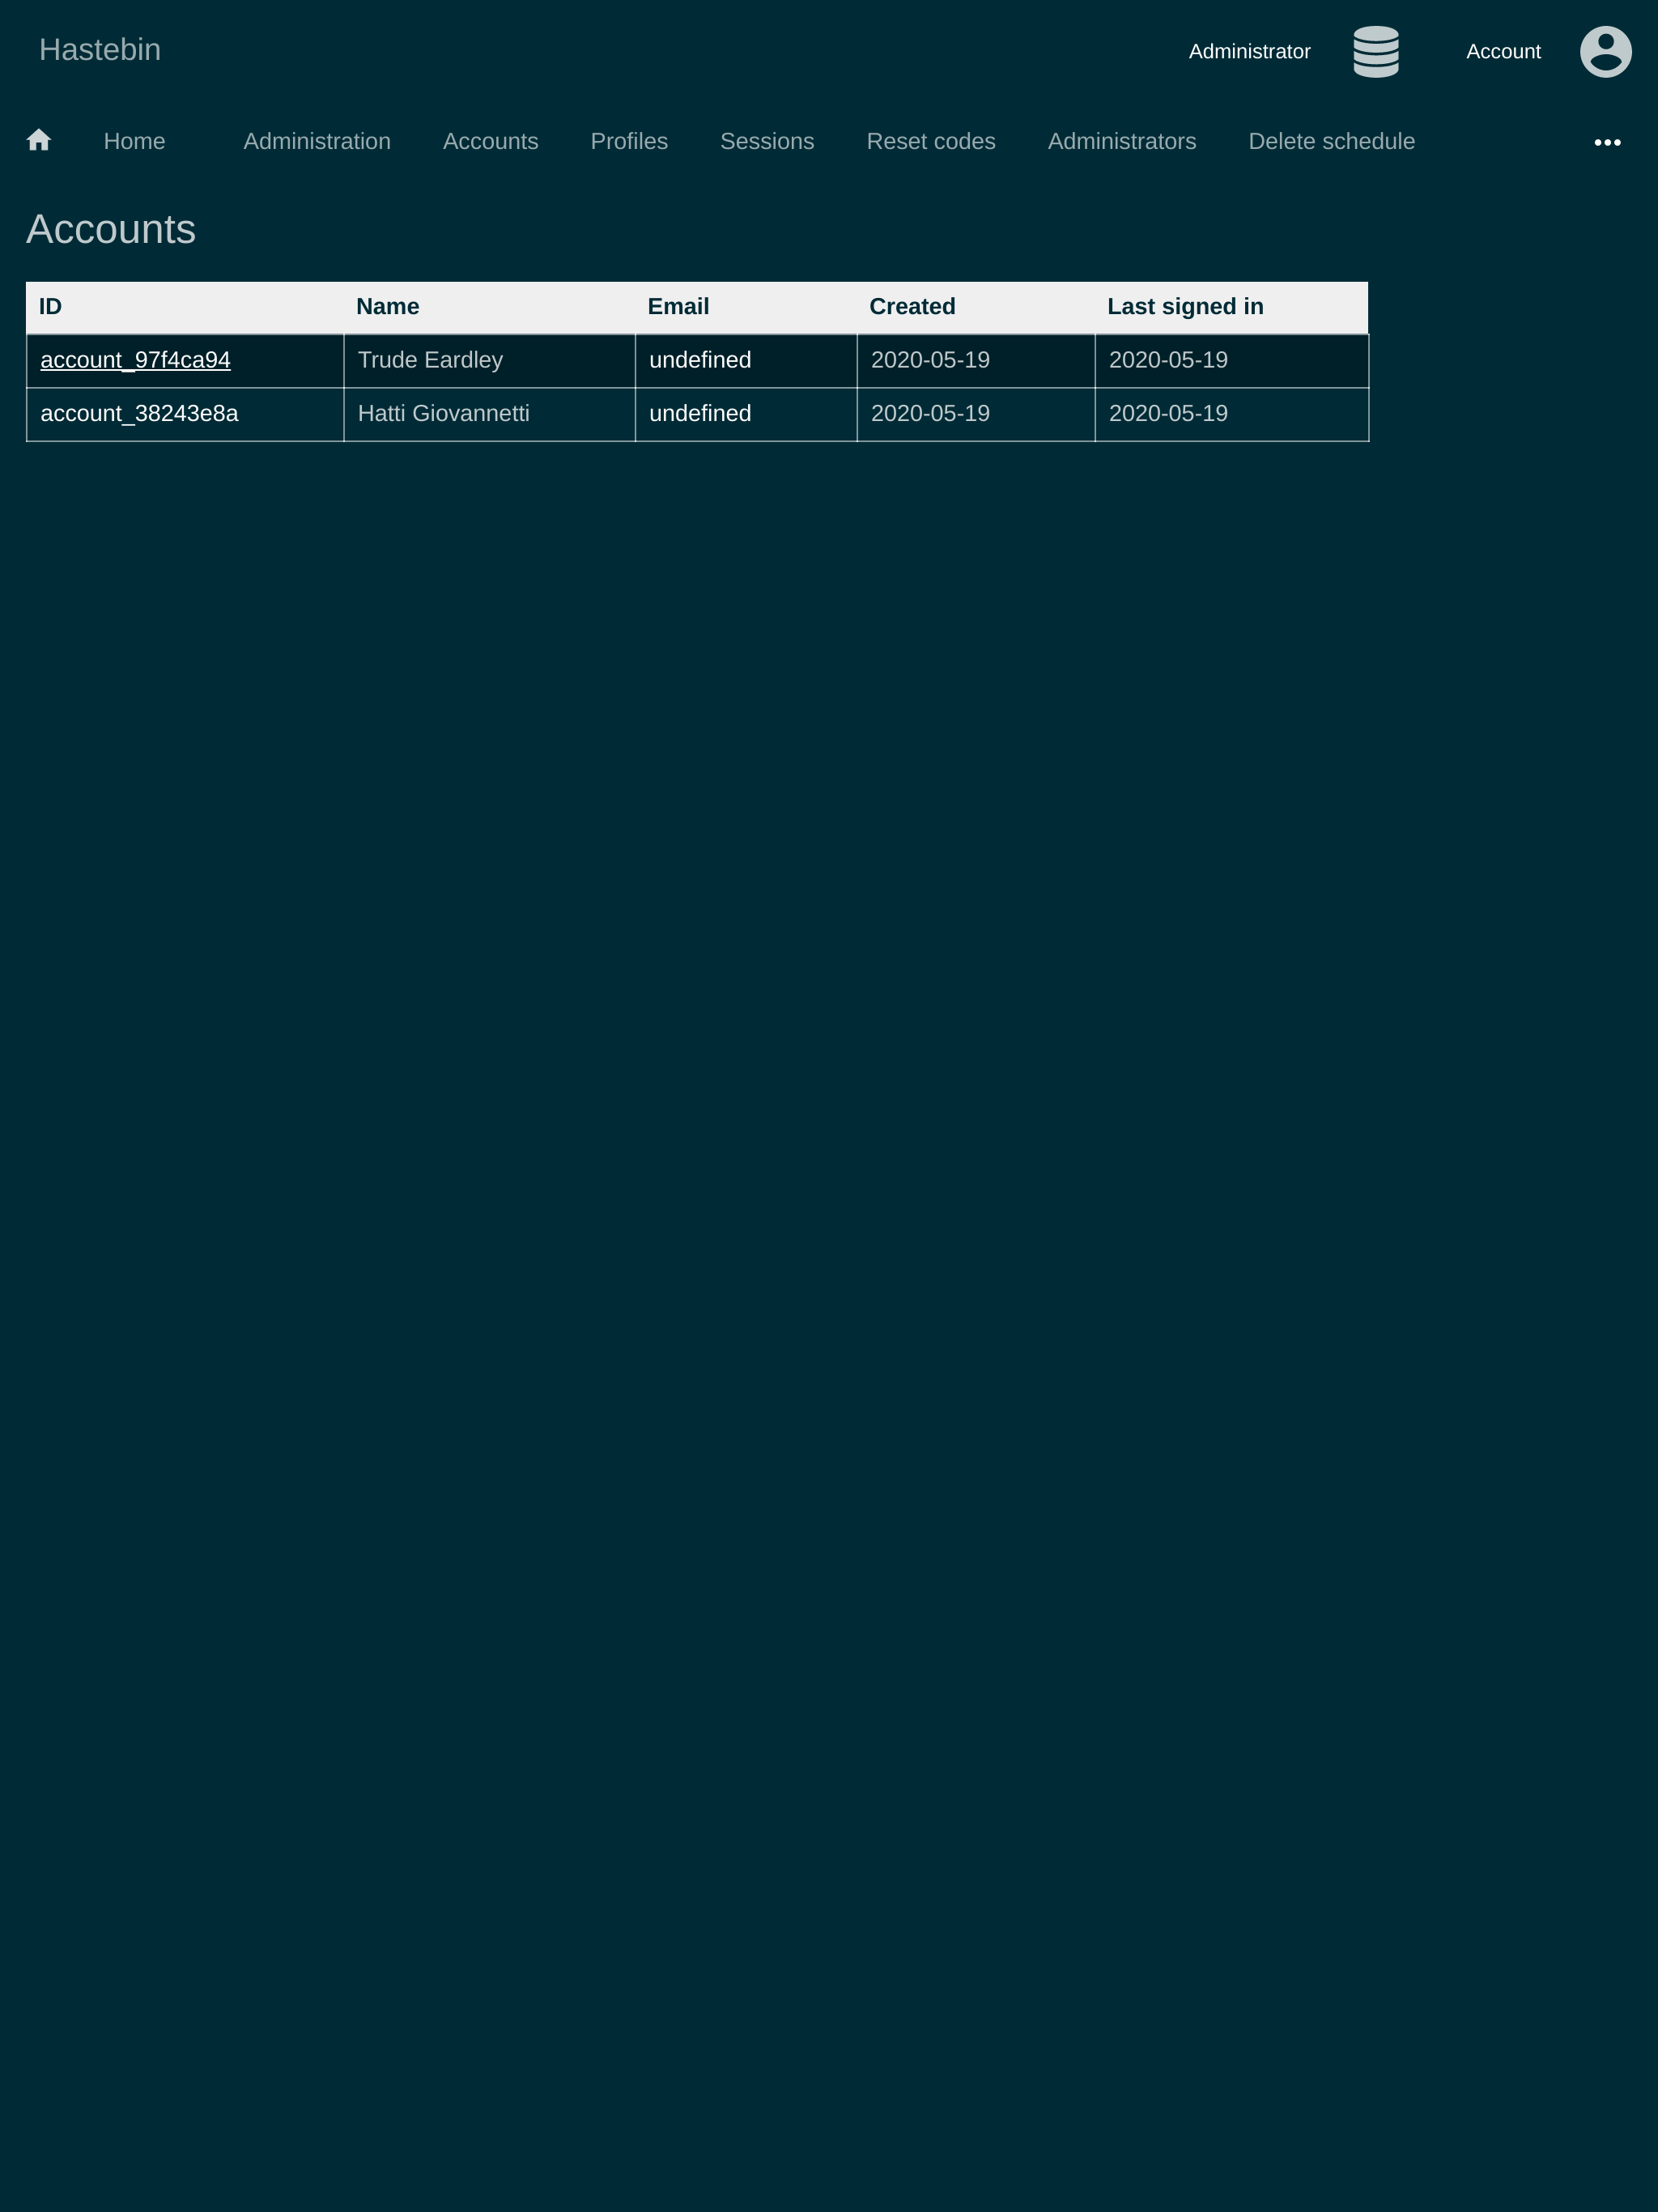 Hastebin
Administrator Account
Home Administration Accounts Profiles Sessions Reset codes Administrators Delete schedule
Accounts
ID Name Email Created Last signed in
account_97f4ca94 Trude Eardley undefined 2020-05-19 2020-05-19
account_38243e8a Hatti Giovannetti undefined 2020-05-19 2020-05-19